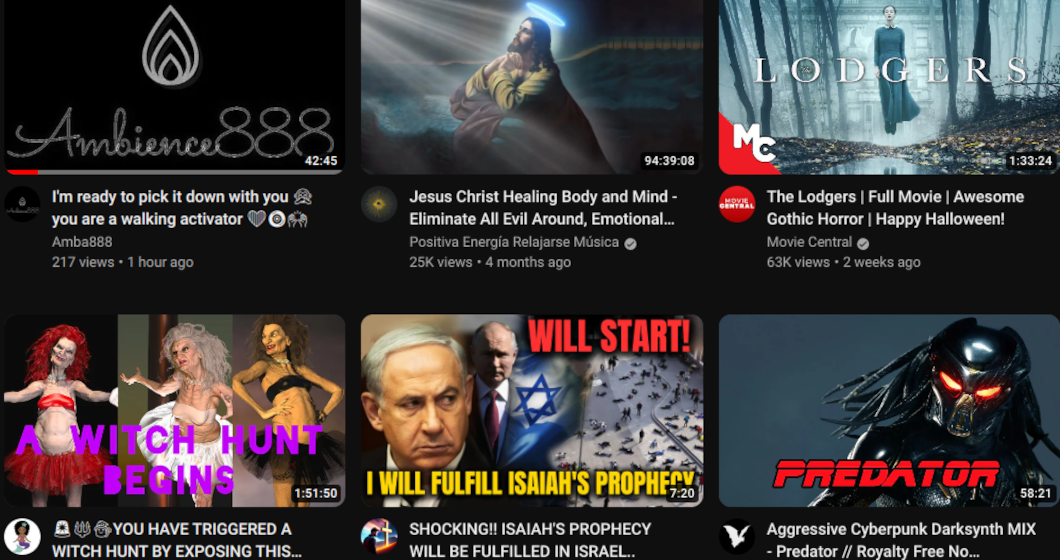 Ambience888
42:45
94:39:08
LODGERS
MC
1:33:24
I'm ready to pick it down with you
you are a walking activator
Amba888
217 views • 1 hour ago
Jesus Christ Healing Body and Mind -
Eliminate All Evil Around, Emotional...
Positiva Energía Relajarse Música
25K views • 4 months ago
MOVIE
CENTRAL
The Lodgers | Full Movie | Awesome
Gothic Horror | Happy Halloween!
Movie Central
63K views • 2 weeks ago
A WITCH HUNT
BEGINS
1:51:50
WILL START!
I WILL FULFILL ISAIAH'S PROPHECY
7:20
PREDATOR
58:21
YOU HAVE TRIGGERED A
WITCH HUNT BY EXPOSING THIS...
SHOCKING!! ISAIAH'S PROPHECY
WILL BE FULFILLED IN ISRAEL..
Aggressive Cyberpunk Darksynth MIX
- Predator // Royalty Free No...